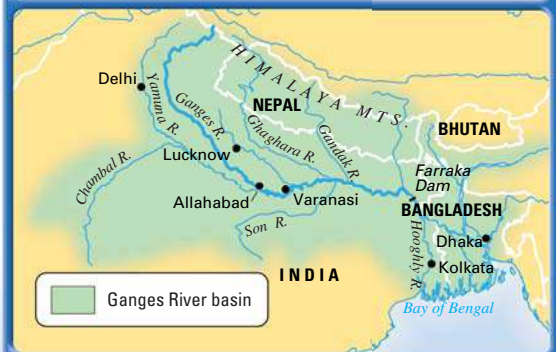 Delhi
Yamuna R.
Ganges R.
HIMALAYA MTS.
NEPAL
BHUTAN
Chambal R.
Lucknow
Ghaghara R.
Gandak R.
Farraka
Dam
Allahabad
Varanasi
BANGLADESH
Son R.
Hooghly R.
Dhaka
INDIA
Kolkata
Ganges River basin
Bay of Bengal